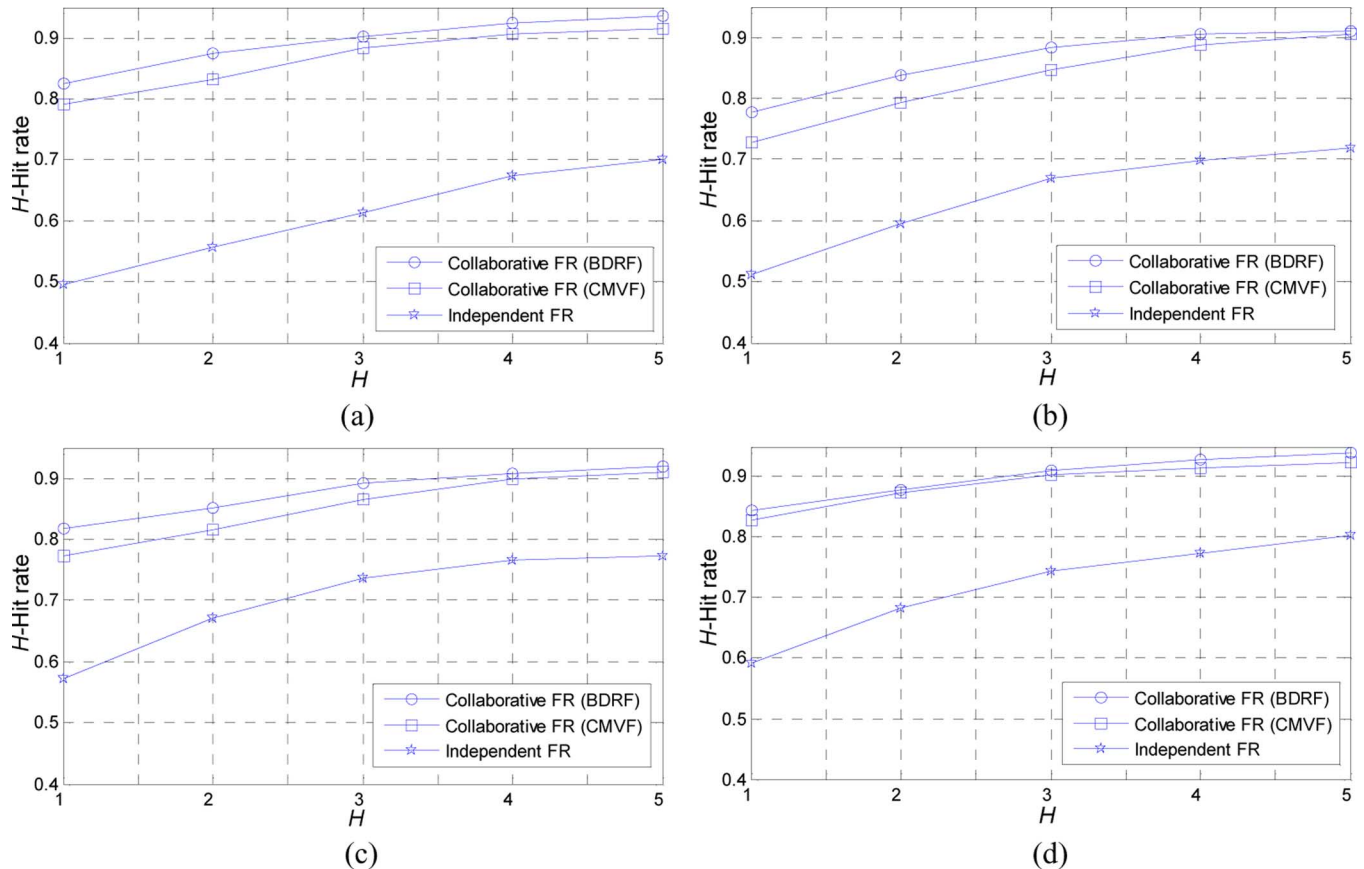 0.9
0.8
0.7
0.6
0.5
0.4
H-Hit rate
1 2 3 4 5
H
Collaborative FR (BDRF)
Collaborative FR (CMVF)
Independent FR
(a)
0.9
0.8
0.7
0.6
0.5
0.4
H-Hit rate
1 2 3 4 5
H
Collaborative FR (BDRF)
Collaborative FR (CMVF)
Independent FR
(b)
0.9
0.8
0.7
0.6
0.5
0.4
H-Hit rate
1 2 3 4 5
H
Collaborative FR (BDRF)
Collaborative FR (CMVF)
Independent FR
(c)
0.9
0.8
0.7
0.6
0.5
0.4
H-Hit rate
1 2 3 4 5
H
Collaborative FR (BDRF)
Collaborative FR (CMVF)
Independent FR
(d)